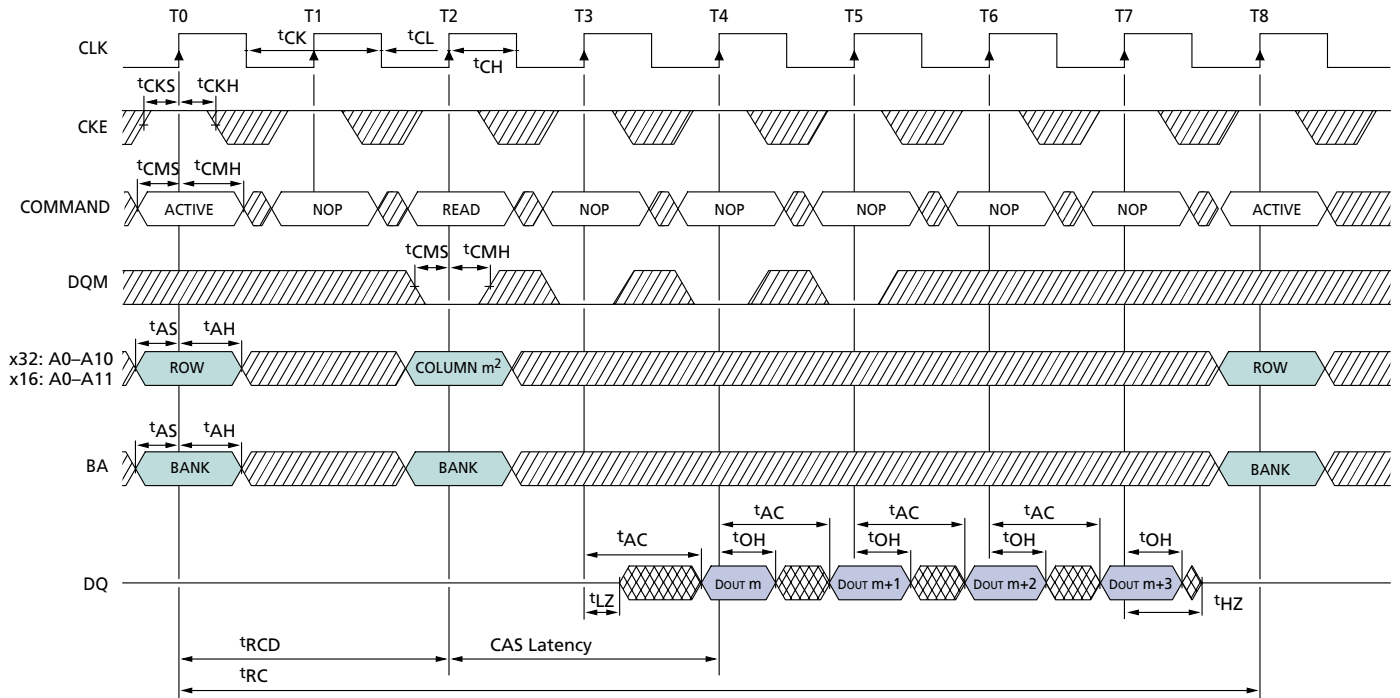 T0 T1 T2 T3 T4 T5 T6 T7 T8
CLK
tCK tCL
tCH
tCKS tCKH
CKE
tCMS tCMH
COMMAND ACTIVE NOP READ NOP NOP NOP NOP NOP ACTIVE
tCMS tCMH
DQM
tAS tAH
x32: A0–A10
x16: A0–A11
ROW COLUMN m2 ROW
tAS tAH
BA BANK BANK BANK
tAC tAC tAC tAC
tOH tOH tOH tOH
DQ DOUT m DOUT m+1 DOUT m+2 DOUT m+3
tLZ tHZ
tRCD CAS Latency
tRC